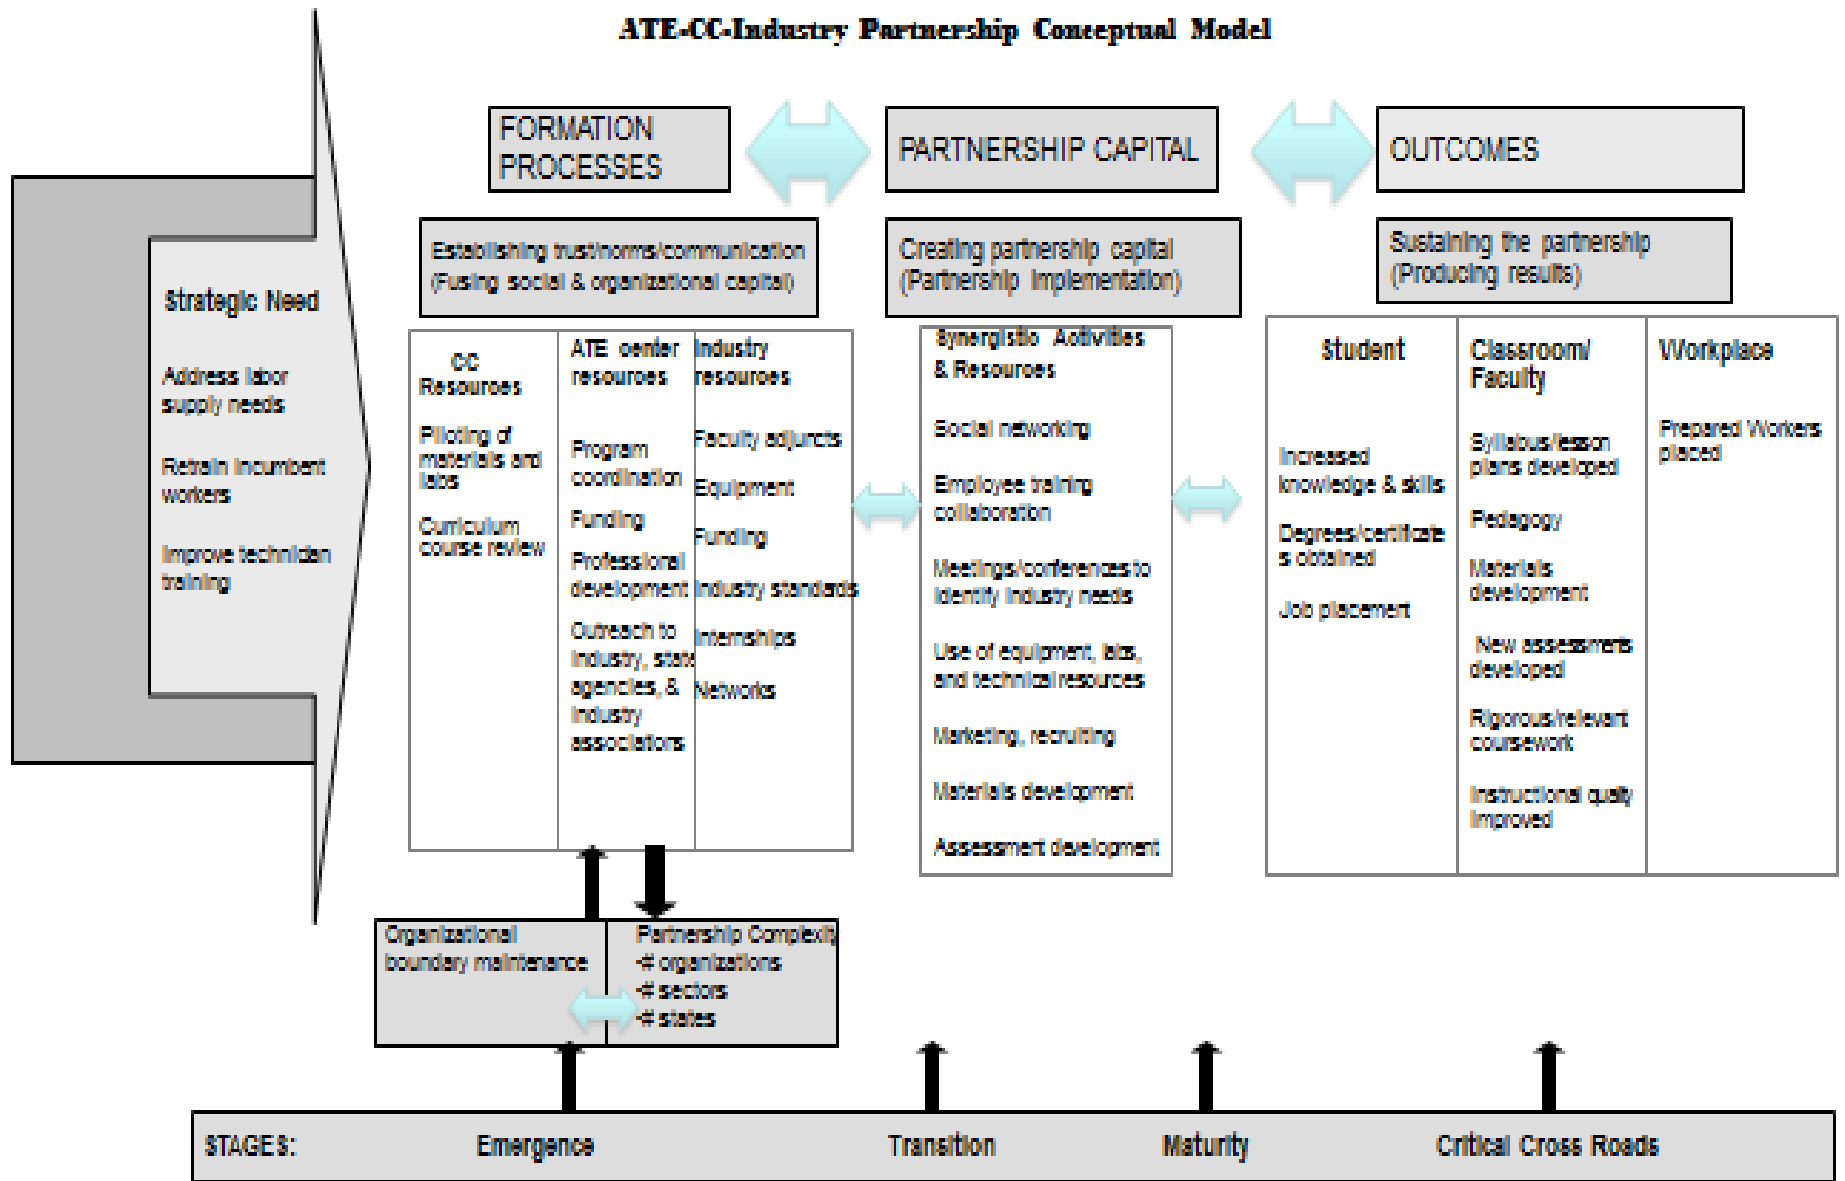 ATE-CC-Industry Partnership Conceptual Model
FORMATION
PROCESSES
PARTNERSHIP CAPITAL
OUTCOMES
Establishing trust/norms/communication
(Fusing social & organizational capital)
Creating partnership capital
(Partnership Implementation)
Sustaining the partnership
(Producing results)
Strategic Need
Address labor
supply needs
Retrain incumbent
workers
Improve technician
training
CC
Resources
Piloting of
materials and
labs
Curriculum
course review
ATE center
resources
Program
coordination
Funding
Professional
development
Outreach to
industry, state
agencies, &
industry
associations
Industry
resources
Faculty adjuncts
Equipment
Funding
Industry standards
Internships
Networks
Synergistic Activities
& Resources
Social networking
Employee training
collaboration
Meetings/conferences to
identify industry needs
Use of equipment, labs,
and technical resources
Marketing, recruiting
Materials development
Assessment development
Student
Increased
knowledge & skills
Degrees/certificate
s obtained
Job placement
Classroom/
Faculty
Syllabus/lesson
plans developed
Pedagogy
Materials
development
New assessments
developed
Rigorous/relevant
coursework
Instructional quality
improved
Workplace
Prepared Workers
placed
Organizational
boundary maintenance
Partnership Complexity
-# organizations
-# sectors
-# states
STAGES: Emergence Transition Maturity Critical Cross Roads